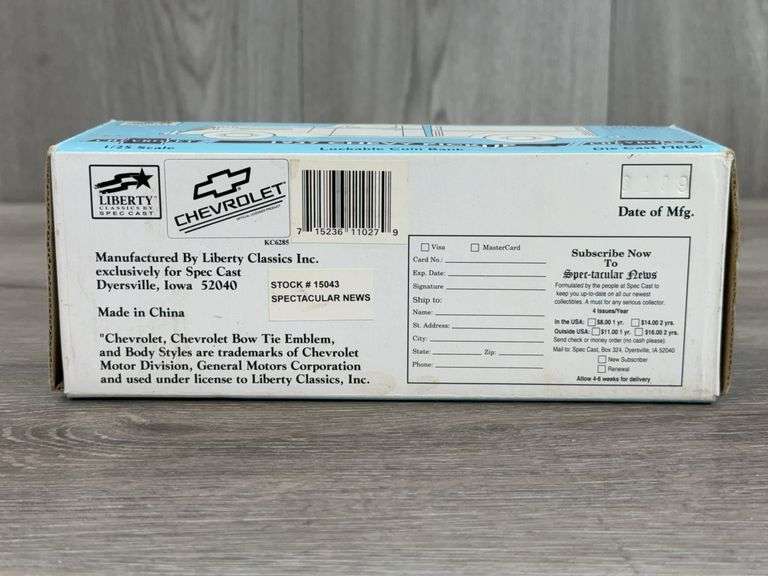 1/25 Scale
Lockable Coin Bank
Die Cast Metal
LIBERTY
CLASSICS BY
SPEC CAST
CHEVROLET
KC6285
7 15236 11027 9
Date of Mfg.
Manufactured By Liberty Classics Inc.
exclusively for Spec Cast
Dyersville, Iowa 52040
Made in China
STOCK # 15043
SPECTACULAR NEWS
"Chevrolet, Chevrolet Bow Tie Emblem,
and Body Styles are trademarks of Chevrolet
Motor Division, General Motors Corporation
and used under license to Liberty Classics, Inc.
Visa MasterCard
Card No.:
Exp. Date:
Signature
Ship to:
Name:
St. Address:
City:
State: Zip:
Phone:
Subscribe Now
To
Spec-tacular News
Formulated by the people at Spec Cast to
keep you up-to-date on all our newest
collectibles. A must for any serious collector.
4 Issues/Year
In the USA: $8.00 1 yr. $14.00 2 yrs.
Outside USA: $11.00 1 yr. $16.00 2 yrs.
Send check or money order (no cash please).
Mail to: Spec Cast, Box 324, Dyersville, IA 52040
New Subscriber
Renewal
Allow 4-6 weeks for delivery